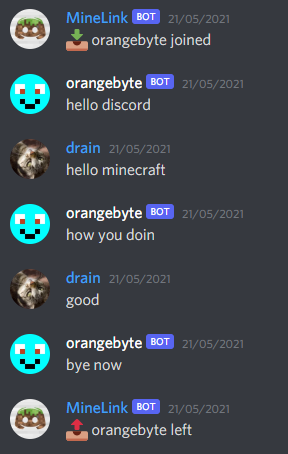 MineLink BOT 21/05/2021
orangebyte joined
orangebyte BOT 21/05/2021
hello discord
drain 21/05/2021
hello minecraft
orangebyte BOT 21/05/2021
how you doin
drain 21/05/2021
good
orangebyte BOT 21/05/2021
bye now
MineLink BOT 21/05/2021
orangebyte left